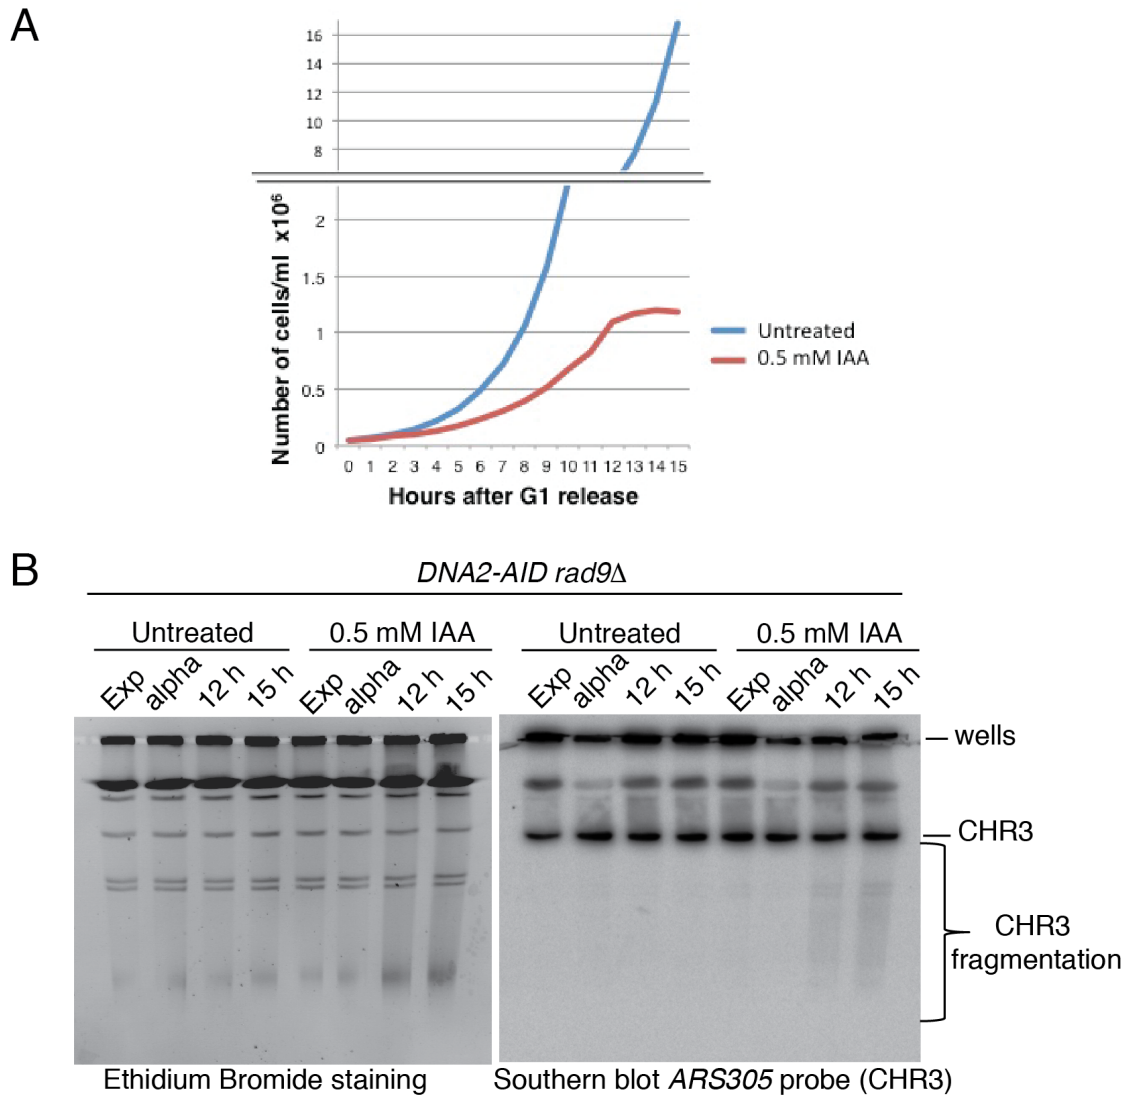 A
16
14
12
10
8
2
1.5
1
0.5
0
Number of cells/ml x10⁶
0 1 2 3 4 5 6 7 8 9 10 11 12 13 14 15
Hours after G1 release
Untreated
0.5 mM IAA
B
DNA2-AID rad9Δ
Untreated 0.5 mM IAA Untreated 0.5 mM IAA
Exp alpha 12 h 15 h Exp alpha 12 h 15 h Exp alpha 12 h 15 h Exp alpha 12 h 15 h
wells
CHR3
CHR3
fragmentation
Ethidium Bromide staining Southern blot ARS305 probe (CHR3)